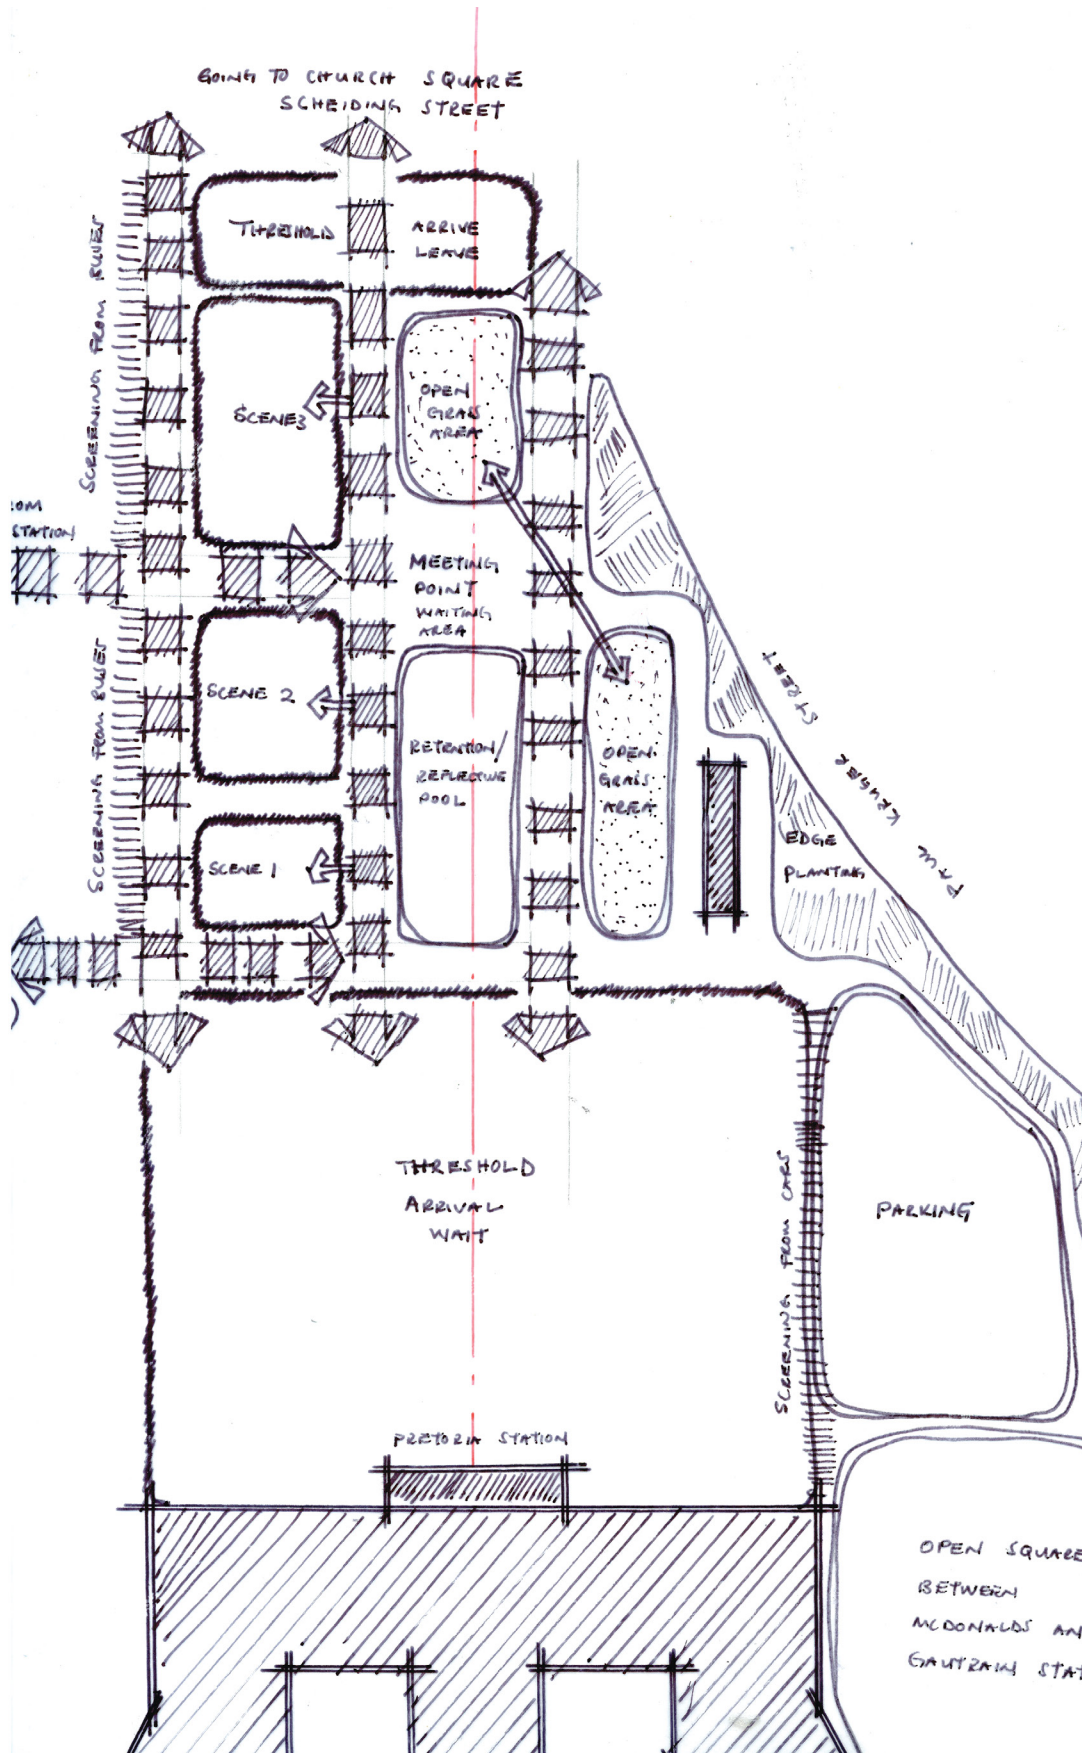 GOING TO CHURCH SQUARE
SCHEIDING STREET
THRESHOLD
ARRIVE
LEAVE
SCREENING FROM BUSES
OPEN
GRASS
AREA
SCENE 3
STATION
MEETING
POINT
WAITING
AREA
SCREENING FROM BUSES
SCENE 2
RETENTION/
REFLECTIVE
POOL
OPEN
GRASS
AREA
PAUL KRUGER STREET
SCENE 1
EDGE
PLANTING
THRESHOLD
ARRIVAL
WAIT
SCREENING FROM CARS
PARKING
PRETORIA STATION
OPEN SQUARE
BETWEEN
MCDONALDS AN
GAUTRAIN STAT